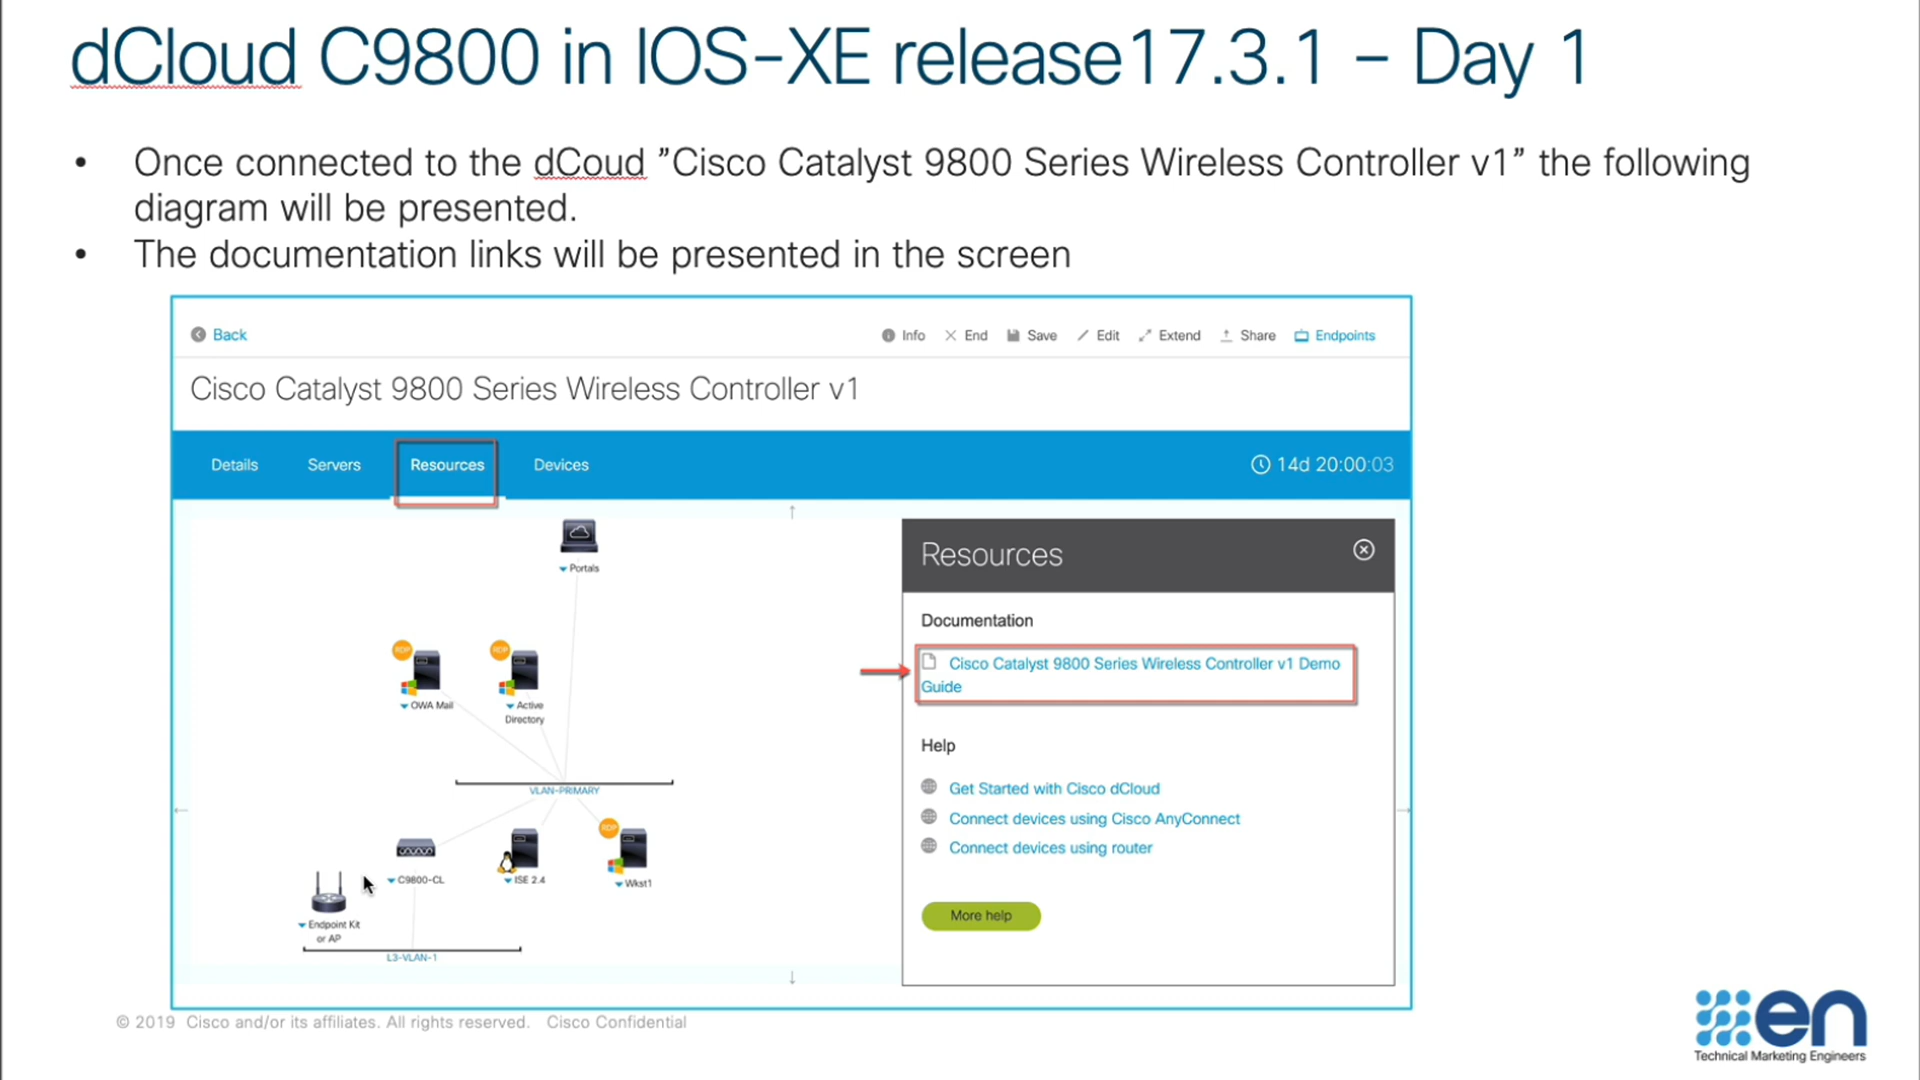 dCloud C9800 in IOS-XE release17.3.1 – Day 1
• Once connected to the dCoud ”Cisco Catalyst 9800 Series Wireless Controller v1” the following
diagram will be presented.
• The documentation links will be presented in the screen
Back
Info End Save Edit Extend Share Endpoints
Cisco Catalyst 9800 Series Wireless Controller v1
Details Servers Resources Devices 14d 20:00:03
Portals
RDP
OWA Mail
RDP
Active
Directory
VLAN-PRIMARY
C9800-CL
ISE 2.4
RDP
Wkst1
Endpoint Kit
or AP
L3-VLAN-1
Resources
Documentation
Cisco Catalyst 9800 Series Wireless Controller v1 Demo
Guide
Help
Get Started with Cisco dCloud
Connect devices using Cisco AnyConnect
Connect devices using router
More help
© 2019 Cisco and/or its affiliates. All rights reserved. Cisco Confidential
en
Technical Marketing Engineers